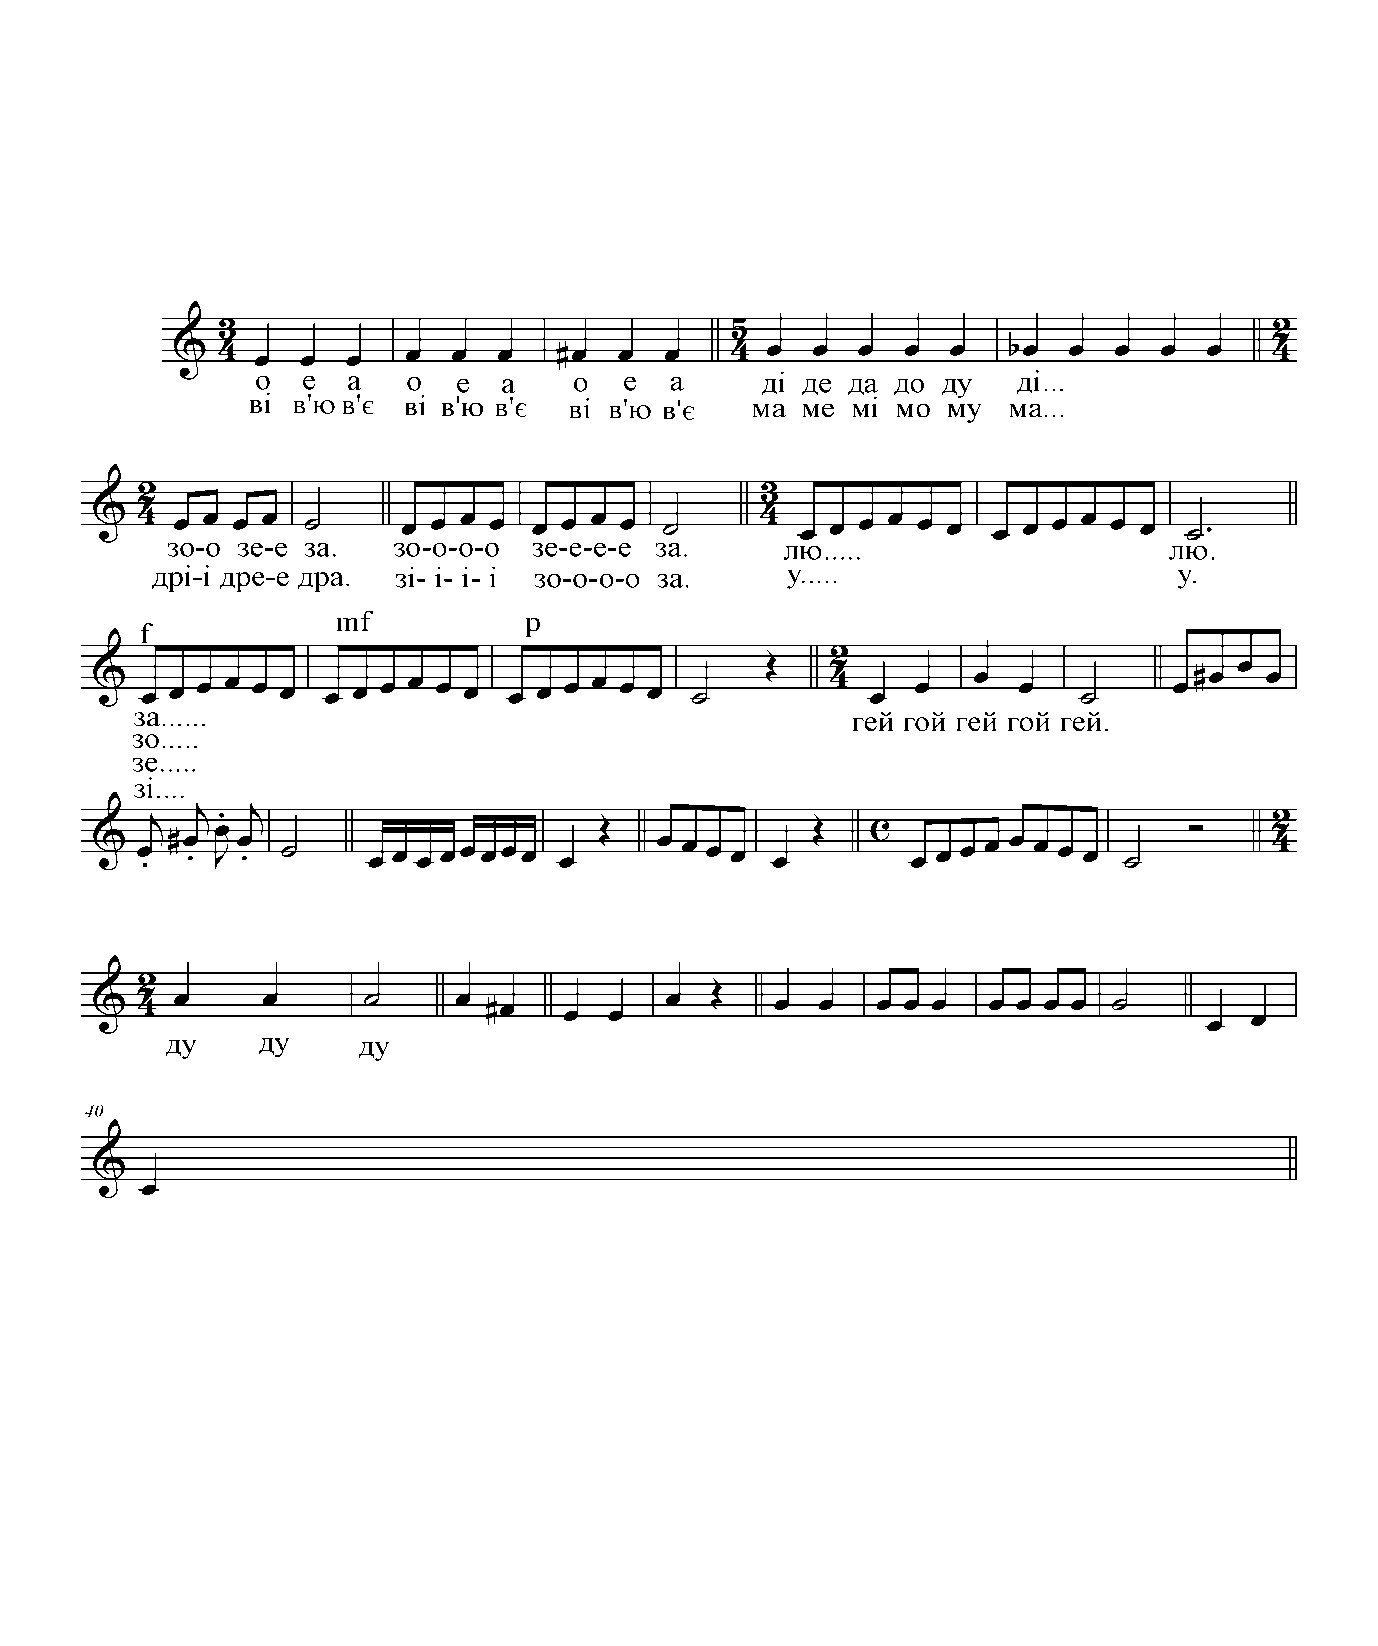 о е а о е а о е а ді де да до ду ді...
ві в'ю в'є ві в'ю в'є ві в'ю в'є ма ме мі мо му ма...
зо-о зе-е за. зо-о-о-о зе-е-е-е за. лю..... лю.
дрі-і дре-е дра. зі- і- і- і зо-о-о-о за. у..... у.
f mf p
за...... гей гой гей гой гей.
зо.....
зе.....
зі....
ду ду ду
40